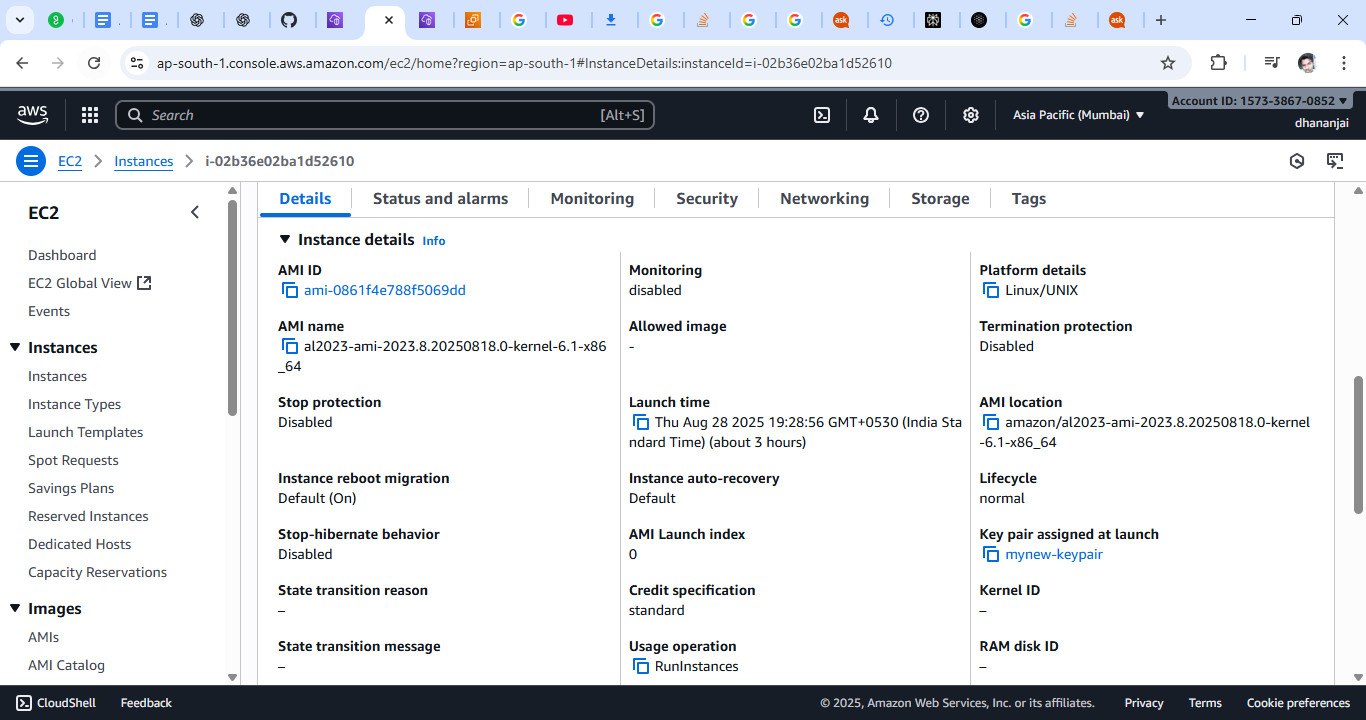 ap-south-1.console.aws.amazon.com/ec2/home?region=ap-south-1#InstanceDetails:instanceId=i-02b36e02ba1d52610
aws
Search
[Alt+S]
Asia Pacific (Mumbai)
Account ID: 1573-3867-0852
dhananjai
EC2
Instances
i-02b36e02ba1d52610
EC2
Dashboard
EC2 Global View
Events
Instances
Instances
Instance Types
Launch Templates
Spot Requests
Savings Plans
Reserved Instances
Dedicated Hosts
Capacity Reservations
Images
AMIs
AMI Catalog
Details
Status and alarms
Monitoring
Security
Networking
Storage
Tags
Instance details
Info
AMI ID
ami-0861f4e788f5069dd
Monitoring
disabled
Platform details
Linux/UNIX
AMI name
al2023-ami-2023.8.20250818.0-kernel-6.1-x86
_64
Allowed image
-
Termination protection
Disabled
Stop protection
Disabled
Launch time
Thu Aug 28 2025 19:28:56 GMT+0530 (India Sta
ndard Time) (about 3 hours)
AMI location
amazon/al2023-ami-2023.8.20250818.0-kernel
-6.1-x86_64
Instance reboot migration
Default (On)
Instance auto-recovery
Default
Lifecycle
normal
Stop-hibernate behavior
Disabled
AMI Launch index
0
Key pair assigned at launch
mynew-keypair
State transition reason
–
Credit specification
standard
Kernel ID
–
State transition message
–
Usage operation
RunInstances
RAM disk ID
–
CloudShell
Feedback
© 2025, Amazon Web Services, Inc. or its affiliates.
Privacy
Terms
Cookie preferences